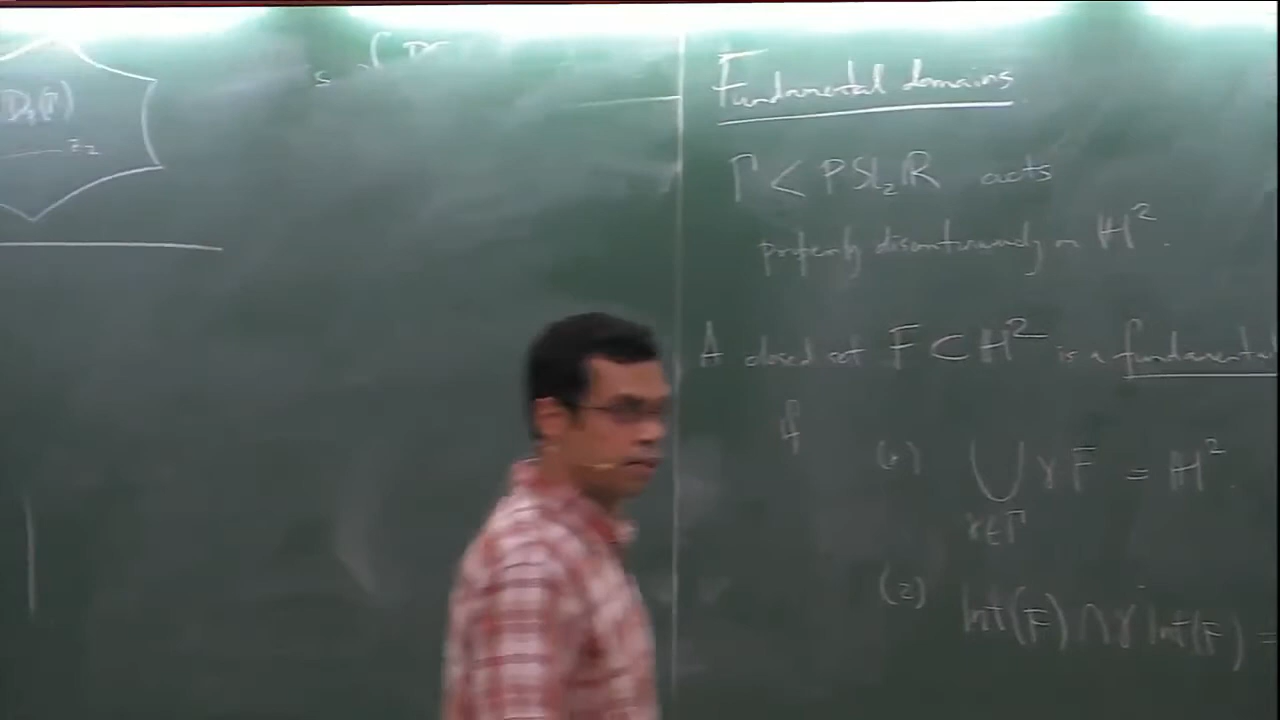 z₂
Fundamental domains
Γ < PSL₂ℝ acts
properly discontinuously on ℍ².
A closed set F ⊂ ℍ² is a fundamental
if
(1) ⋃ γF = ℍ².
γ∈Γ
(2) Int(F) ∩ γ Int(F) =